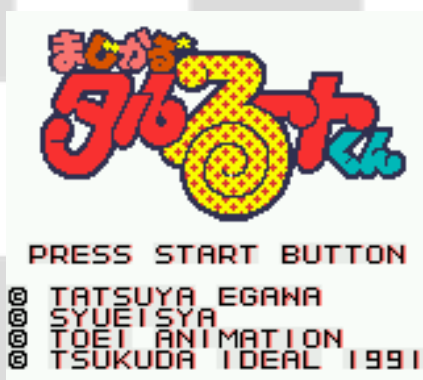 まじかる*
タルるートくん
PRESS START BUTTON
© TATSUYA EGAWA
© SYUEISYA
© TOEI ANIMATION
© TSUKUDA IDEAL 1991